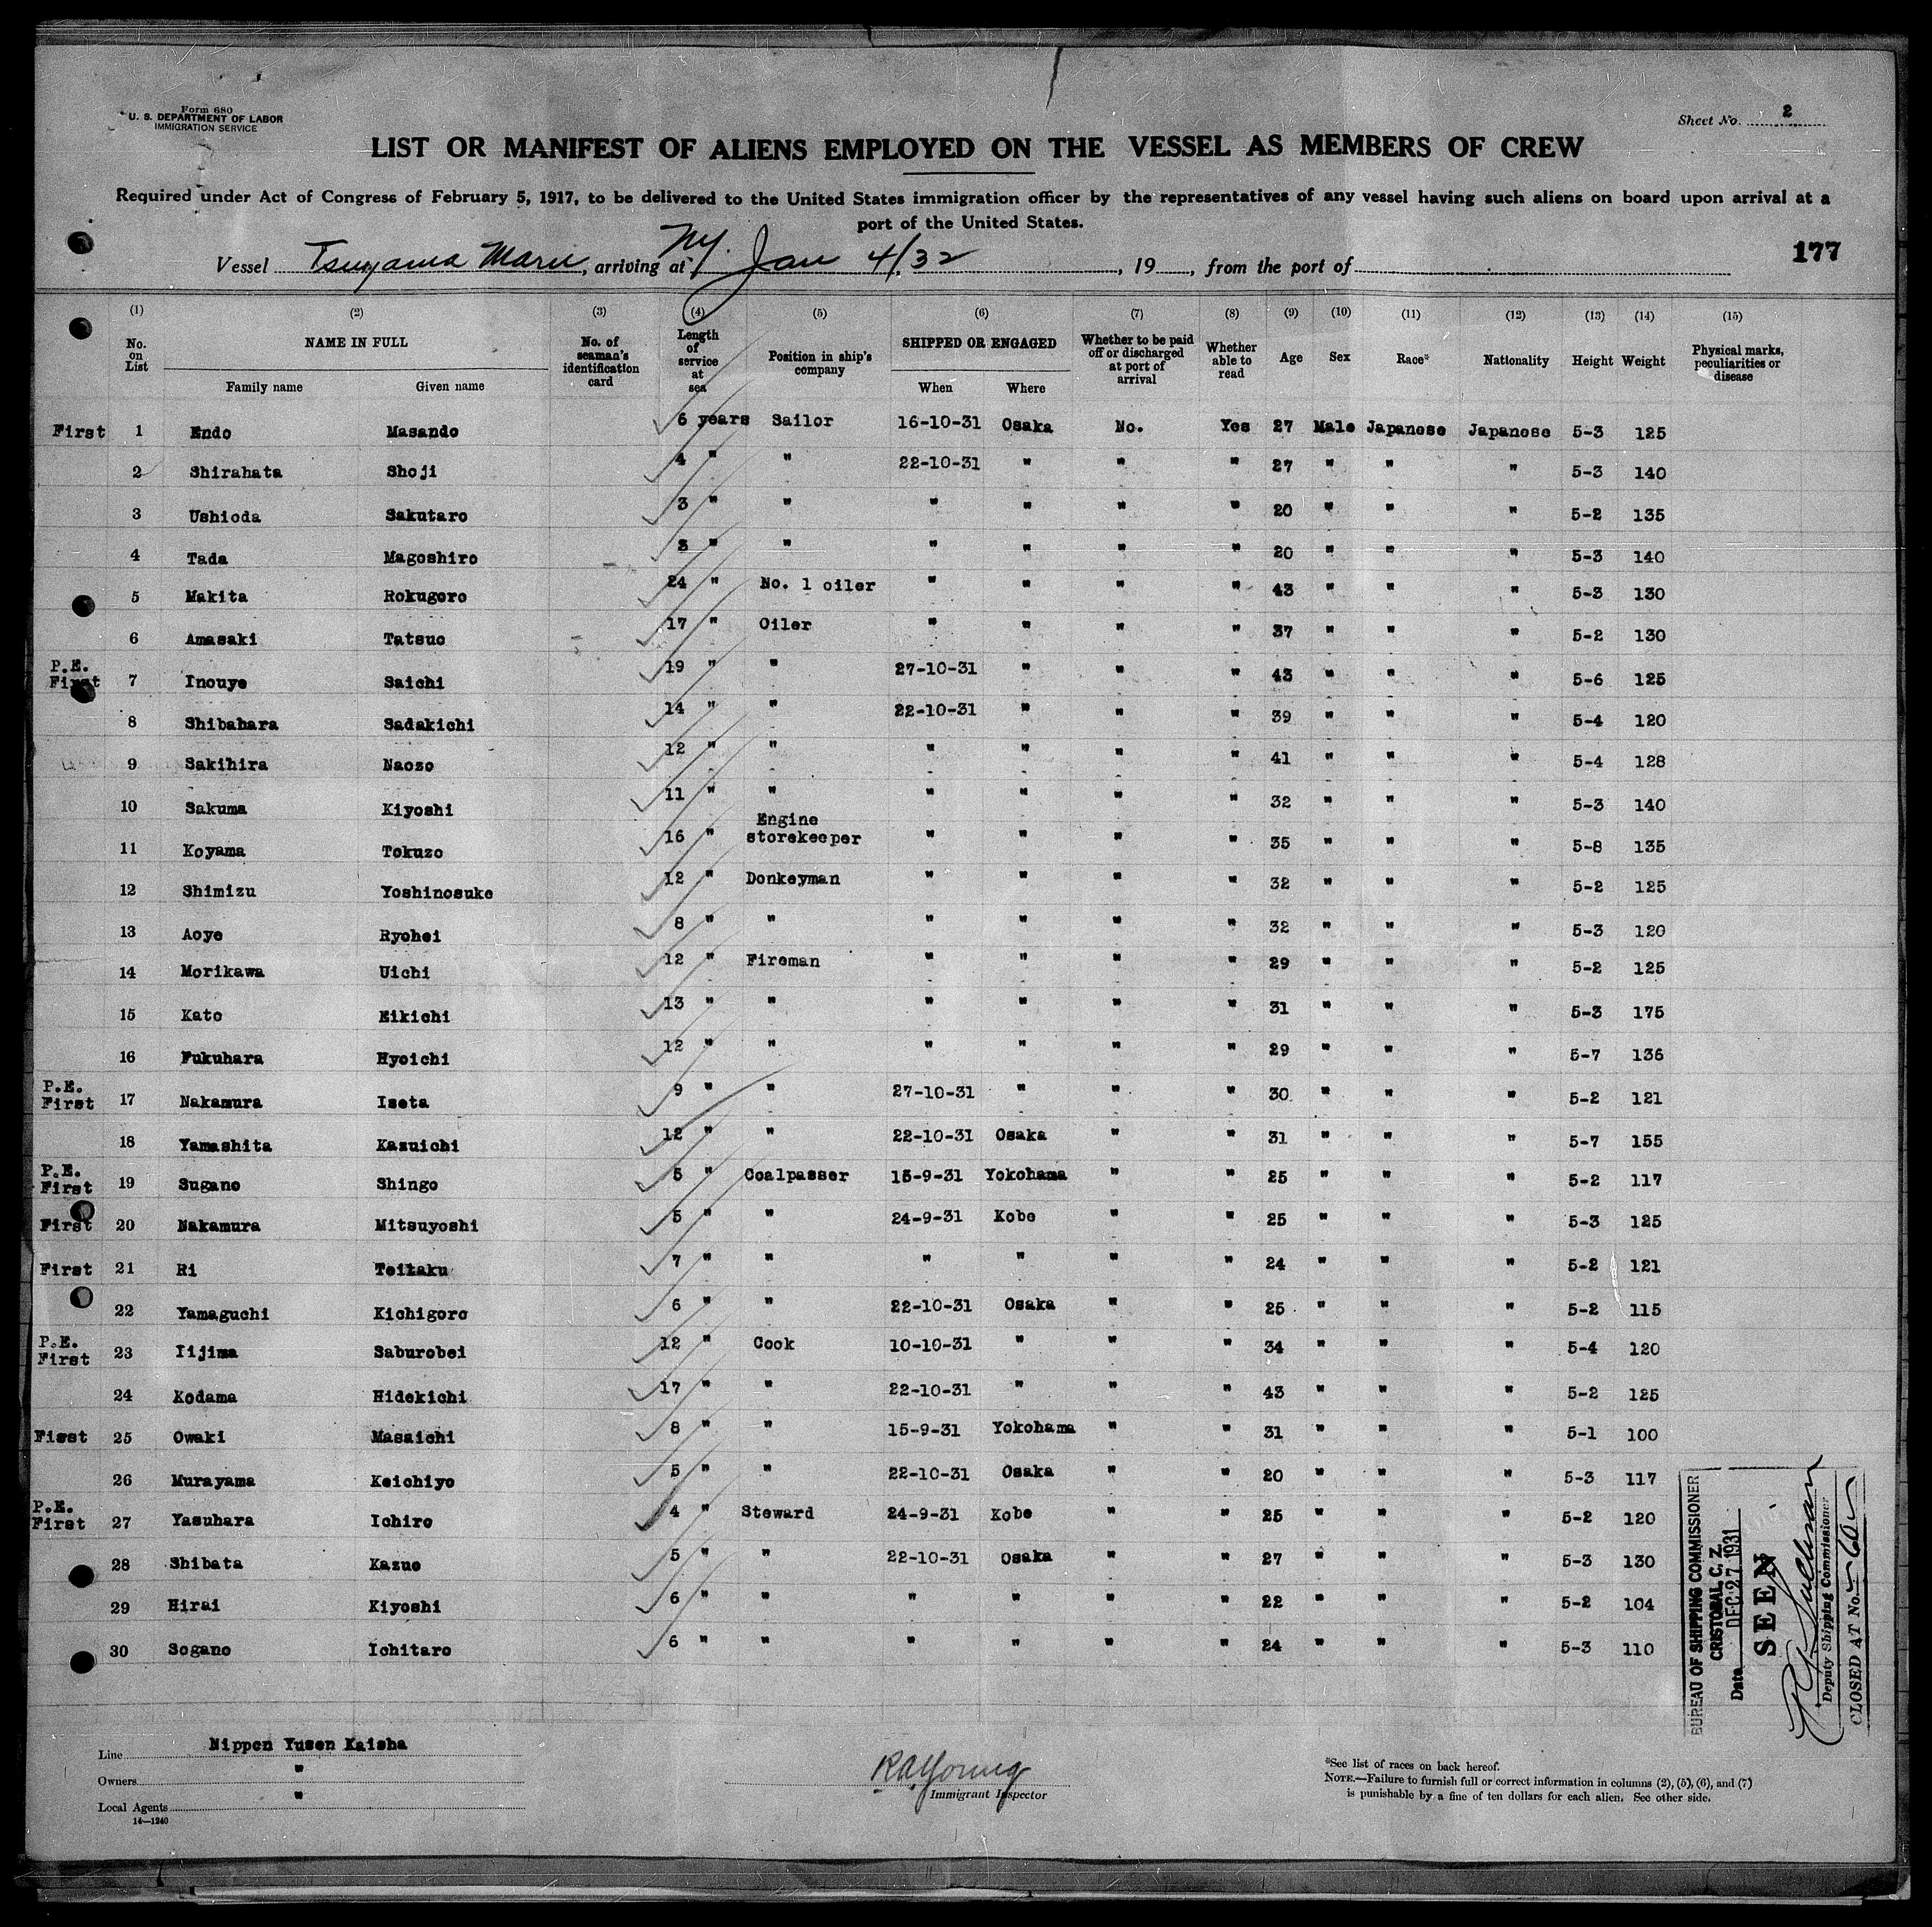 Form 680
U. S. DEPARTMENT OF LABOR
IMMIGRATION SERVICE
Sheet No. 2
LIST OR MANIFEST OF ALIENS EMPLOYED ON THE VESSEL AS MEMBERS OF CREW
Required under Act of Congress of February 5, 1917, to be delivered to the United States immigration officer by the representatives of any vessel having such aliens on board upon arrival at a
port of the United States.
Vessel Tsuyama Maru, arriving at NY. Jan 4/32, 19, from the port of
177
(1) (2) (3) (4) (5) (6) (7) (8) (9) (10) (11) (12) (13) (14) (15)
No. on List NAME IN FULL Family name Given name No. of seaman's identification card Length of service at sea Position in ship's company SHIPPED OR ENGAGED When Where Whether to be paid off or discharged at port of arrival Whether able to read Age Sex Race* Nationality Height Weight Physical marks, peculiarities or disease
First 1 Endo Masando 6 years Sailor 16-10-31 Osaka No. Yes 27 Male Japanese Japanese 5-3 125
2 Shirahata Shoji 4 " " 22-10-31 " " " 27 " " " 5-3 140
3 Ushioda Sakutaro 3 " " " " " " 20 " " " 5-2 135
4 Tada Magoshiro 3 " " " " " " 20 " " " 5-3 140
5 Makita Rokugoro 24 " No. 1 oiler " " " " 43 " " " 5-3 130
6 Amasaki Tatsuo 17 " Oiler " " " " 37 " " " 5-2 130
P.E. First 7 Inouye Saichi 19 " " 27-10-31 " " " 43 " " " 5-6 125
8 Shibahara Sadakichi 14 " " 22-10-31 " " " 39 " " " 5-4 120
9 Sakihira Naozo 12 " " " " " " 41 " " " 5-4 128
10 Sakuma Kiyoshi 11 " " " " " " 32 " " " 5-3 140
11 Koyama Tokuzo 16 " Engine storekeeper " " " " 35 " " " 5-8 135
12 Shimizu Yoshinosuke 12 " Donkeyman " " " " 32 " " " 5-2 125
13 Aoye Ryohei 8 " " " " " " 32 " " " 5-3 120
14 Morikawa Uichi 12 " Fireman " " " " 29 " " " 5-2 125
15 Kato Eikichi 13 " " " " " " 31 " " " 5-3 175
16 Fukuhara Hyoichi 12 " " " " " " 29 " " " 5-7 136
P.E. First 17 Nakamura Iseta 9 " " 27-10-31 " " " 30 " " " 5-2 121
18 Yamashita Kazuichi 12 " " 22-10-31 Osaka " " 31 " " " 5-7 155
P.E. First 19 Sugano Shingo 5 " Coalpasser 15-9-31 Yokohama " " 25 " " " 5-2 117
First 20 Nakamura Mitsuyoshi 5 " " 24-9-31 Kobe " " 25 " " " 5-3 125
First 21 Ri Teitaku 7 " " " " " " 24 " " " 5-2 121
22 Yamaguchi Kichigoro 6 " " 22-10-31 Osaka " " 25 " " " 5-2 115
P.E. First 23 Iijima Saburobei 12 " Cook 10-10-31 " " " 34 " " " 5-4 120
24 Kodama Hidekichi 17 " " 22-10-31 " " " 43 " " " 5-2 125
First 25 Owaki Masaichi 8 " " 15-9-31 Yokohama " " 31 " " " 5-1 100
26 Murayama Keichiyo 5 " " 22-10-31 Osaka " " 20 " " " 5-3 117
P.E. First 27 Yasuhara Ichiro 4 " Steward 24-9-31 Kobe " " 25 " " " 5-2 120
28 Shibata Kazuo 5 " " 22-10-31 Osaka " " 27 " " " 5-3 130
29 Hirai Kiyoshi 6 " " " " " " 22 " " " 5-2 104
30 Sogano Ichitaro 6 " " " " " " 24 " " " 5-3 110
BUREAU OF SHIPPING COMMISSIONER
CRISTOBAL C. Z.
Date DEC 27 1931
SEEN
Deputy Shipping Commissioner
CLOSED AT No. 60
Line Nippon Yusen Kaisha
Owners "
Local Agents "
14—1240
R.A. Young
Immigrant Inspector
*See list of races on back hereof.
NOTE.—Failure to furnish full or correct information in columns (2), (5), (6), and (7)
is punishable by a fine of ten dollars for each alien. See other side.